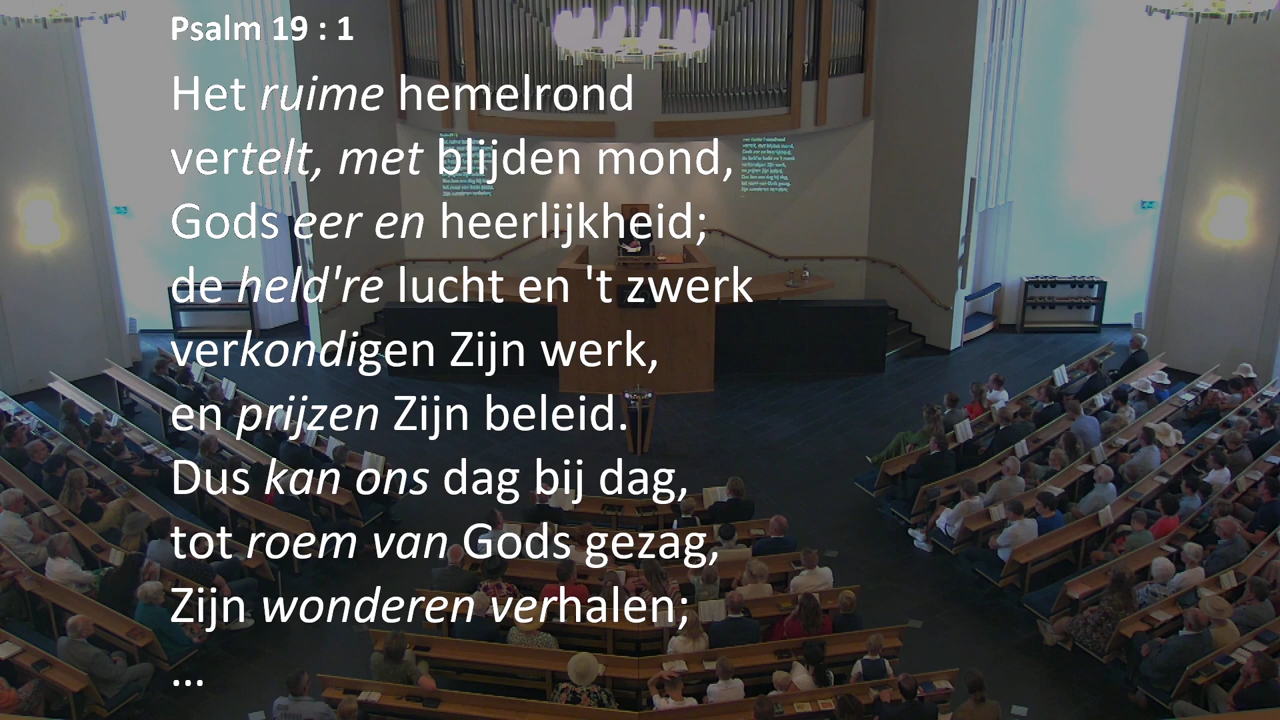 Psalm 19 : 1
Het ruime hemelrond
vertelt, met blijden mond,
Gods eer en heerlijkheid;
de held're lucht en 't zwerk
verkondigen Zijn werk,
en prijzen Zijn beleid.
Dus kan ons dag bij dag,
tot roem van Gods gezag,
Zijn wonderen verhalen;
...